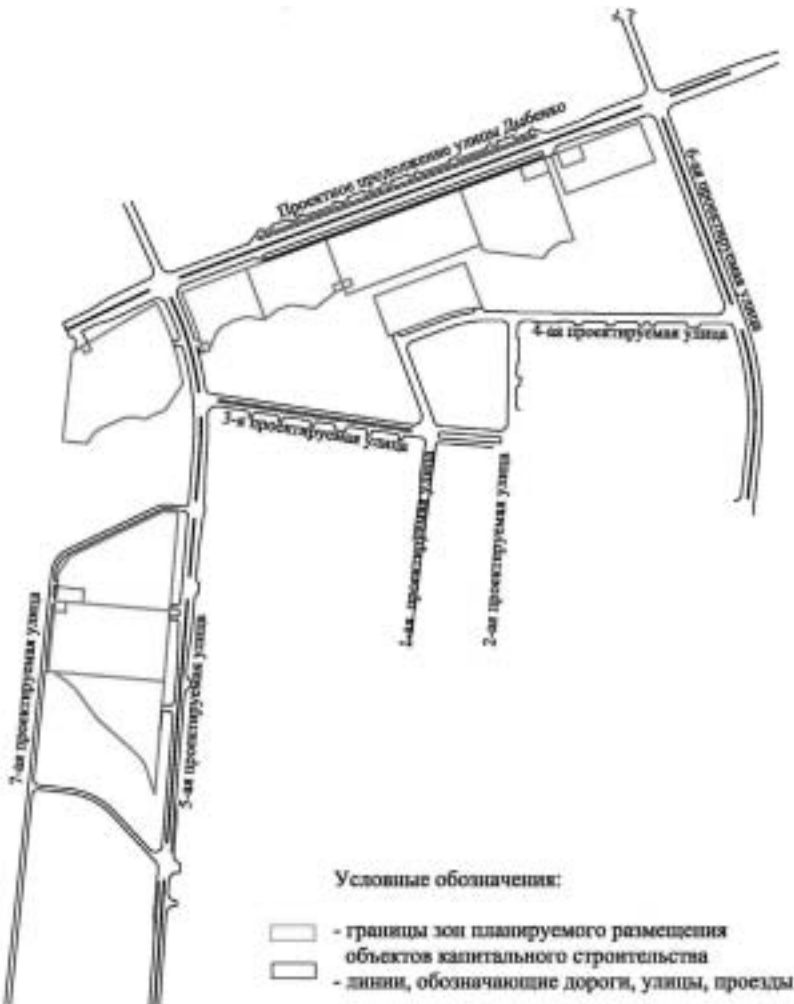 Проектное продолжение улицы Дыбенко
6-ая проектируемая улица
4-ая проектируемая улица
3-я проектируемая улица
1-ая проектируемая улица
2-ая проектируемая улица
7-ая проектируемая улица
5-ая проектируемая улица
Условные обозначения:
- границы зон планируемого размещения
объектов капитального строительства
- линии, обозначающие дороги, улицы, проезды